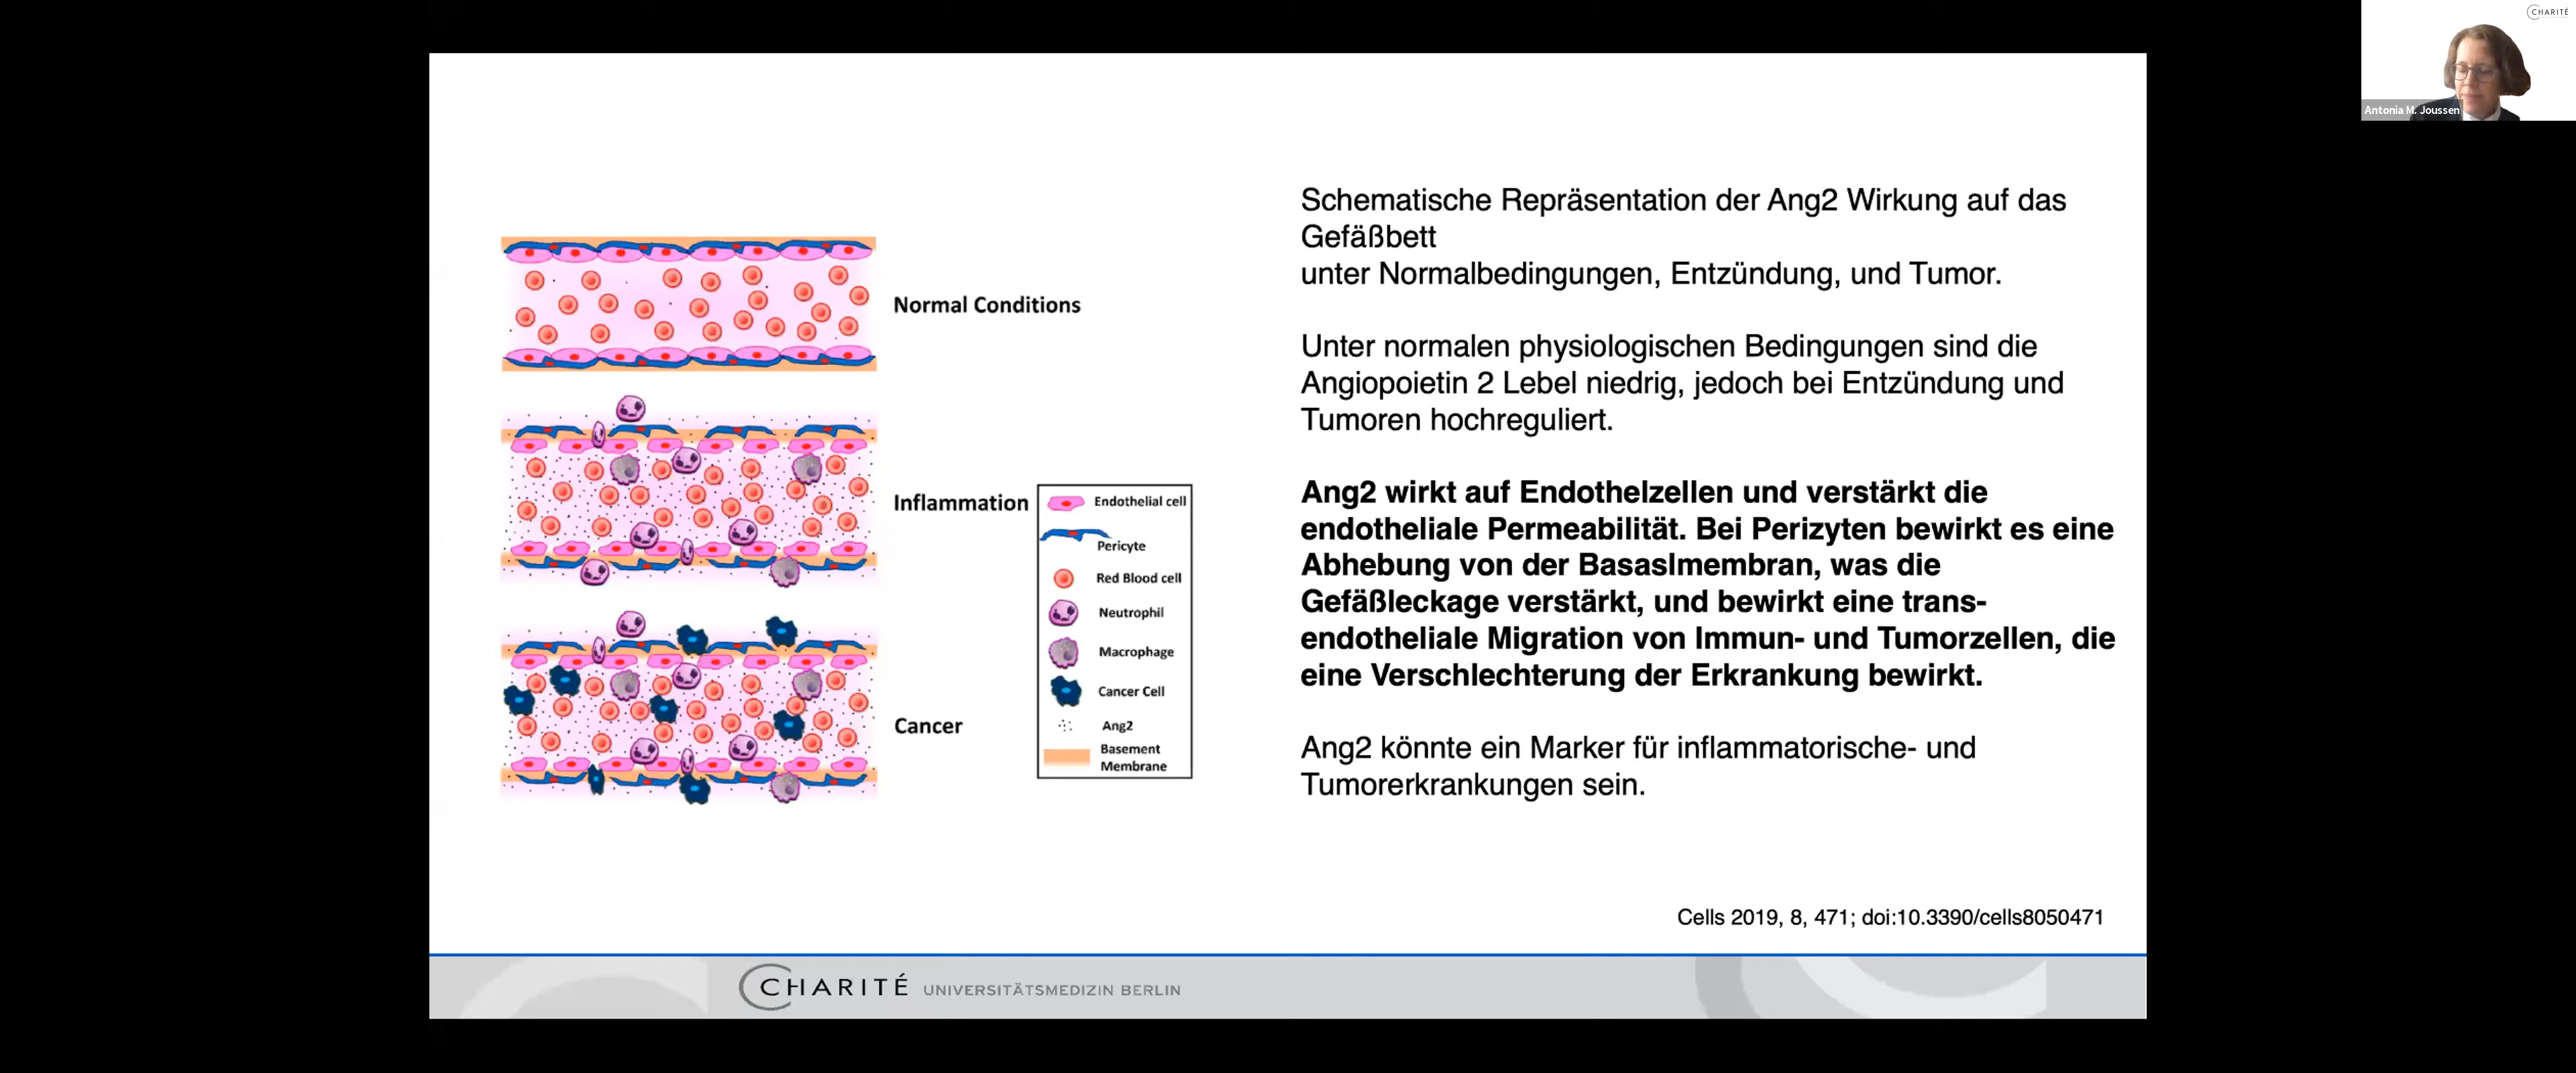 CHARITÉ
Antonia M. Joussen
Normal Conditions
Inflammation
Cancer
Endothelial cell
Pericyte
Red Blood cell
Neutrophil
Macrophage
Cancer Cell
Ang2
Basement
Membrane
Schematische Repräsentation der Ang2 Wirkung auf das
Gefäßbett
unter Normalbedingungen, Entzündung, und Tumor.
Unter normalen physiologischen Bedingungen sind die
Angiopoietin 2 Lebel niedrig, jedoch bei Entzündung und
Tumoren hochreguliert.
Ang2 wirkt auf Endothelzellen und verstärkt die
endotheliale Permeabilität. Bei Perizyten bewirkt es eine
Abhebung von der Basaslmembran, was die
Gefäßleckage verstärkt, und bewirkt eine trans-
endotheliale Migration von Immun- und Tumorzellen, die
eine Verschlechterung der Erkrankung bewirkt.
Ang2 könnte ein Marker für inflammatorische- und
Tumorerkrankungen sein.
Cells 2019, 8, 471; doi:10.3390/cells8050471
CHARITÉ UNIVERSITÄTSMEDIZIN BERLIN